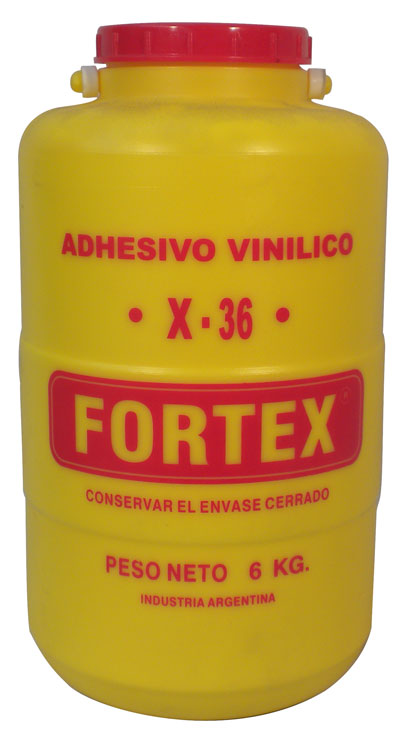 ADHESIVO VINILICO
• X-36 •
FORTEX®
CONSERVAR EL ENVASE CERRADO
PESO NETO 6 KG.
INDUSTRIA ARGENTINA